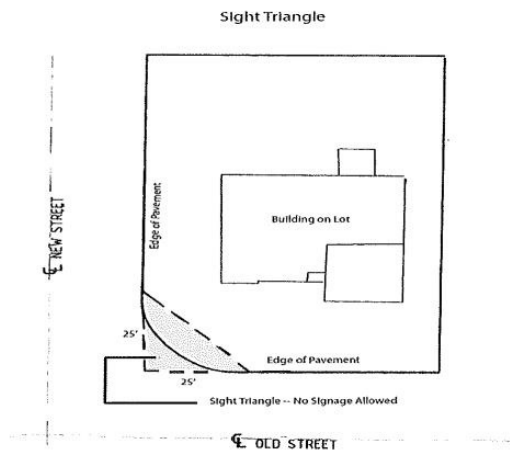 Sight Triangle
Edge of Pavement
Building on Lot
℄ NEW STREET
25'
Edge of Pavement
25'
Sight Triangle -- No Signage Allowed
℄ OLD STREET